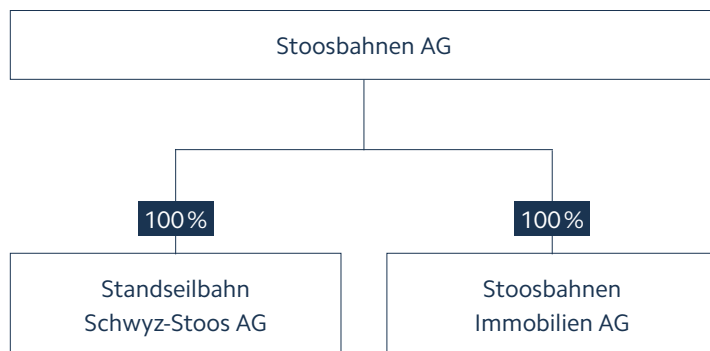 Stoosbahnen AG
100 %
100 %
Standseilbahn
Schwyz-Stoos AG
Stoosbahnen
Immobilien AG